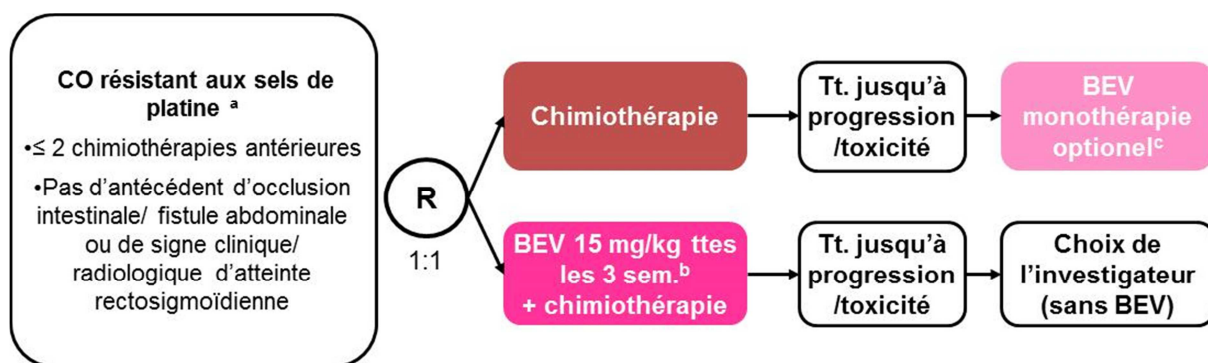 CO résistant aux sels de
platine a
•≤ 2 chimiothérapies antérieures
•Pas d'antécédent d'occlusion
intestinale/ fistule abdominale
ou de signe clinique/
radiologique d'atteinte
rectosigmoïdienne
R
1:1
Chimiothérapie
Tt. jusqu'à
progression
/toxicité
BEV
monothérapie
optionelc
BEV 15 mg/kg ttes
les 3 sem.b
+ chimiothérapie
Tt. jusqu'à
progression
/toxicité
Choix de
l'investigateur
(sans BEV)